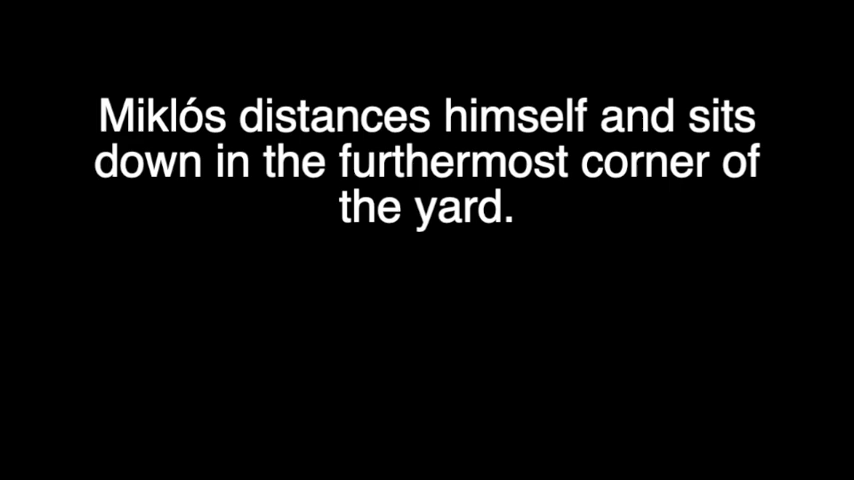 Miklós distances himself and sits
down in the furthermost corner of
the yard.